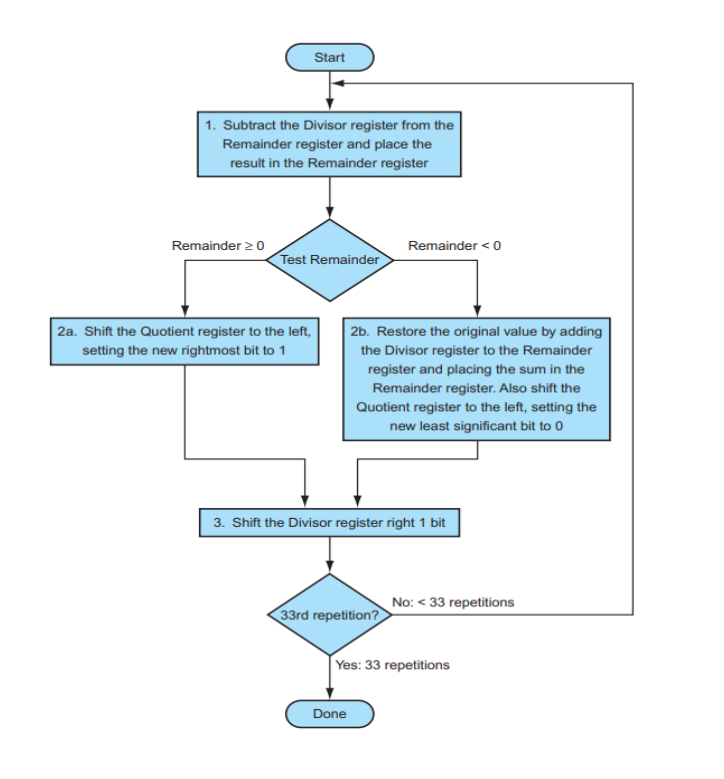 Start
1. Subtract the Divisor register from the
Remainder register and place the
result in the Remainder register
Remainder ≥ 0
Test Remainder
Remainder < 0
2a. Shift the Quotient register to the left,
setting the new rightmost bit to 1
2b. Restore the original value by adding
the Divisor register to the Remainder
register and placing the sum in the
Remainder register. Also shift the
Quotient register to the left, setting the
new least significant bit to 0
3. Shift the Divisor register right 1 bit
33rd repetition?
No: < 33 repetitions
Yes: 33 repetitions
Done